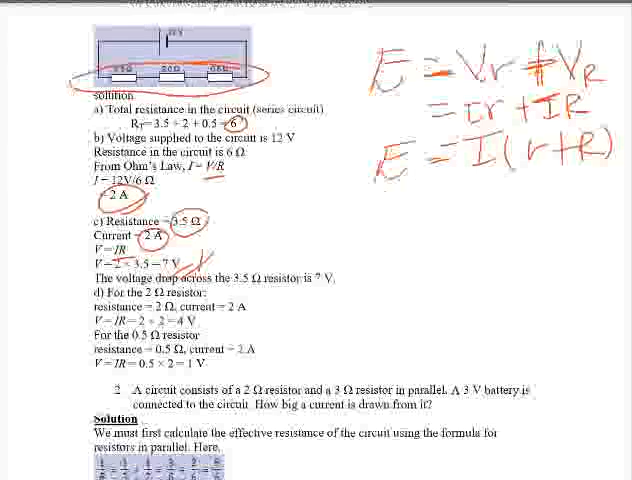 12 V
3.5 Ω 2.0 Ω 0.5 Ω
solution
a) Total resistance in the circuit (series circuit)
R_T = 3.5 + 2 + 0.5 = 6
b) Voltage supplied to the circuit is 12 V
Resistance in the circuit is 6 Ω
From Ohm's Law, I = V/R
I = 12V/6 Ω
= 2 A
c) Resistance = 3.5 Ω
Current = 2 A
V = IR
V = 2 × 3.5 = 7 V
The voltage drop across the 3.5 Ω resistor is 7 V.
d) For the 2 Ω resistor:
resistance = 2 Ω, current = 2 A
V = IR = 2 × 2 = 4 V
For the 0.5 Ω resistor
resistance = 0.5 Ω, current = 2 A
V = IR = 0.5 × 2 = 1 V
2 A circuit consists of a 2 Ω resistor and a 3 Ω resistor in parallel. A 3 V battery is
connected to the circuit. How big a current is drawn from it?
Solution
We must first calculate the effective resistance of the circuit using the formula for
resistors in parallel. Here,
E = Vr + VR
= Ir + IR
E = I(r+R)